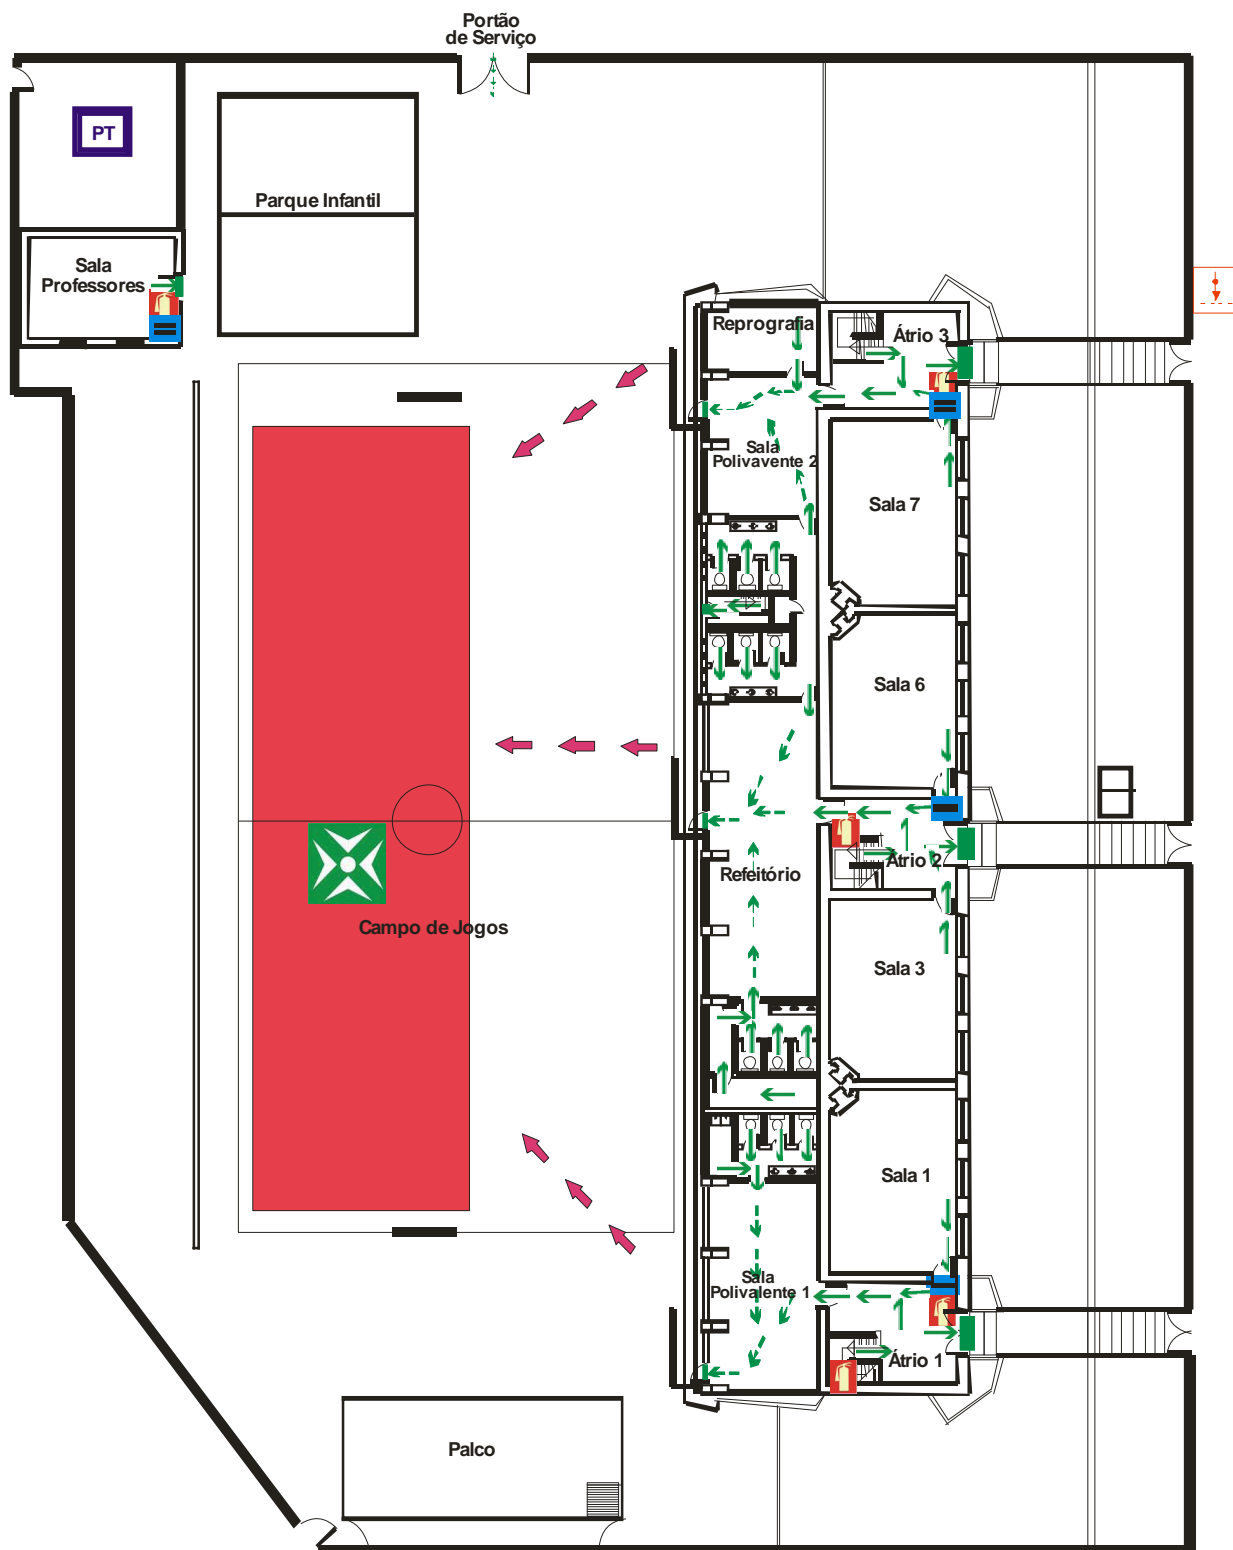 Portão
de Serviço
PT
Parque Infantil
Sala
Professores
Reprografia
Átrio 3
Sala
Polivavente 2
Sala 7
Sala 6
Átrio 2
Refeitório
Campo de Jogos
Sala 3
Sala 1
Sala
Polivalente 1
Átrio 1
Palco